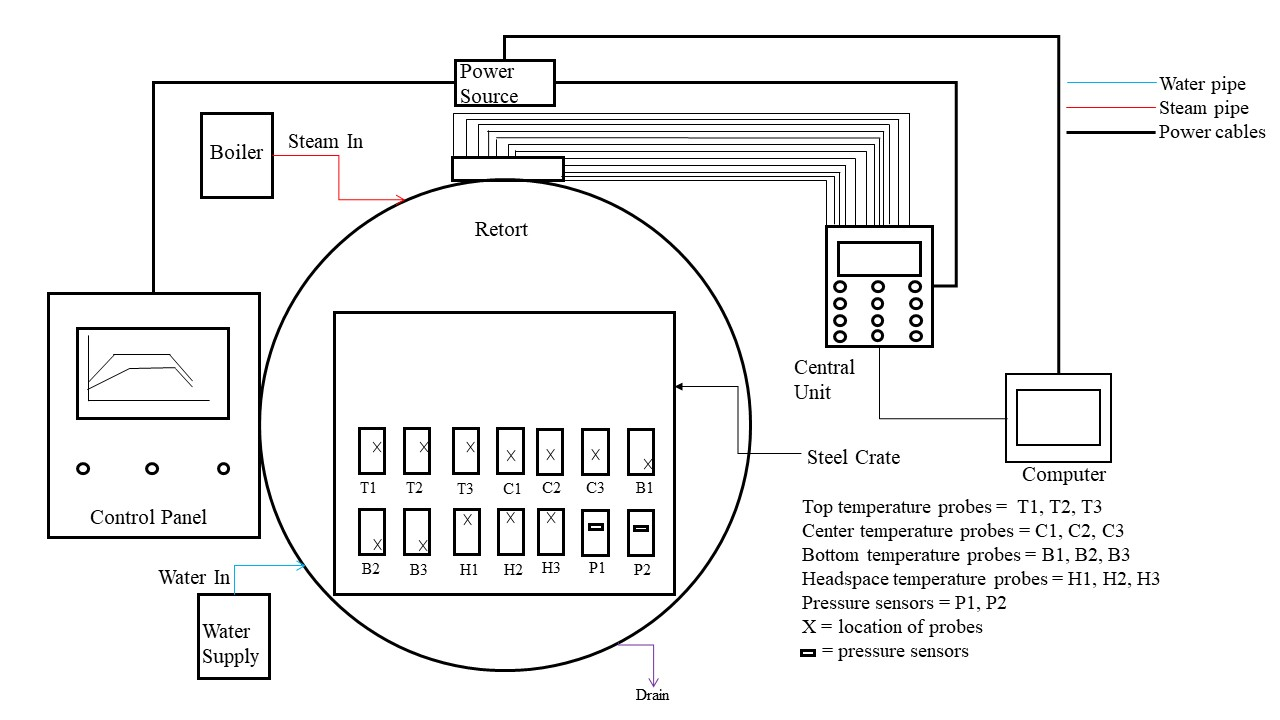 Power
Source
Water pipe
Steam pipe
Power cables
Boiler
Steam In
Retort
Central
Unit
Steel Crate
Computer
T1 T2 T3 C1 C2 C3 B1
B2 B3 H1 H2 H3 P1 P2
Control Panel
Water In
Water
Supply
Drain
Top temperature probes = T1, T2, T3
Center temperature probes = C1, C2, C3
Bottom temperature probes = B1, B2, B3
Headspace temperature probes = H1, H2, H3
Pressure sensors = P1, P2
X = location of probes
= pressure sensors